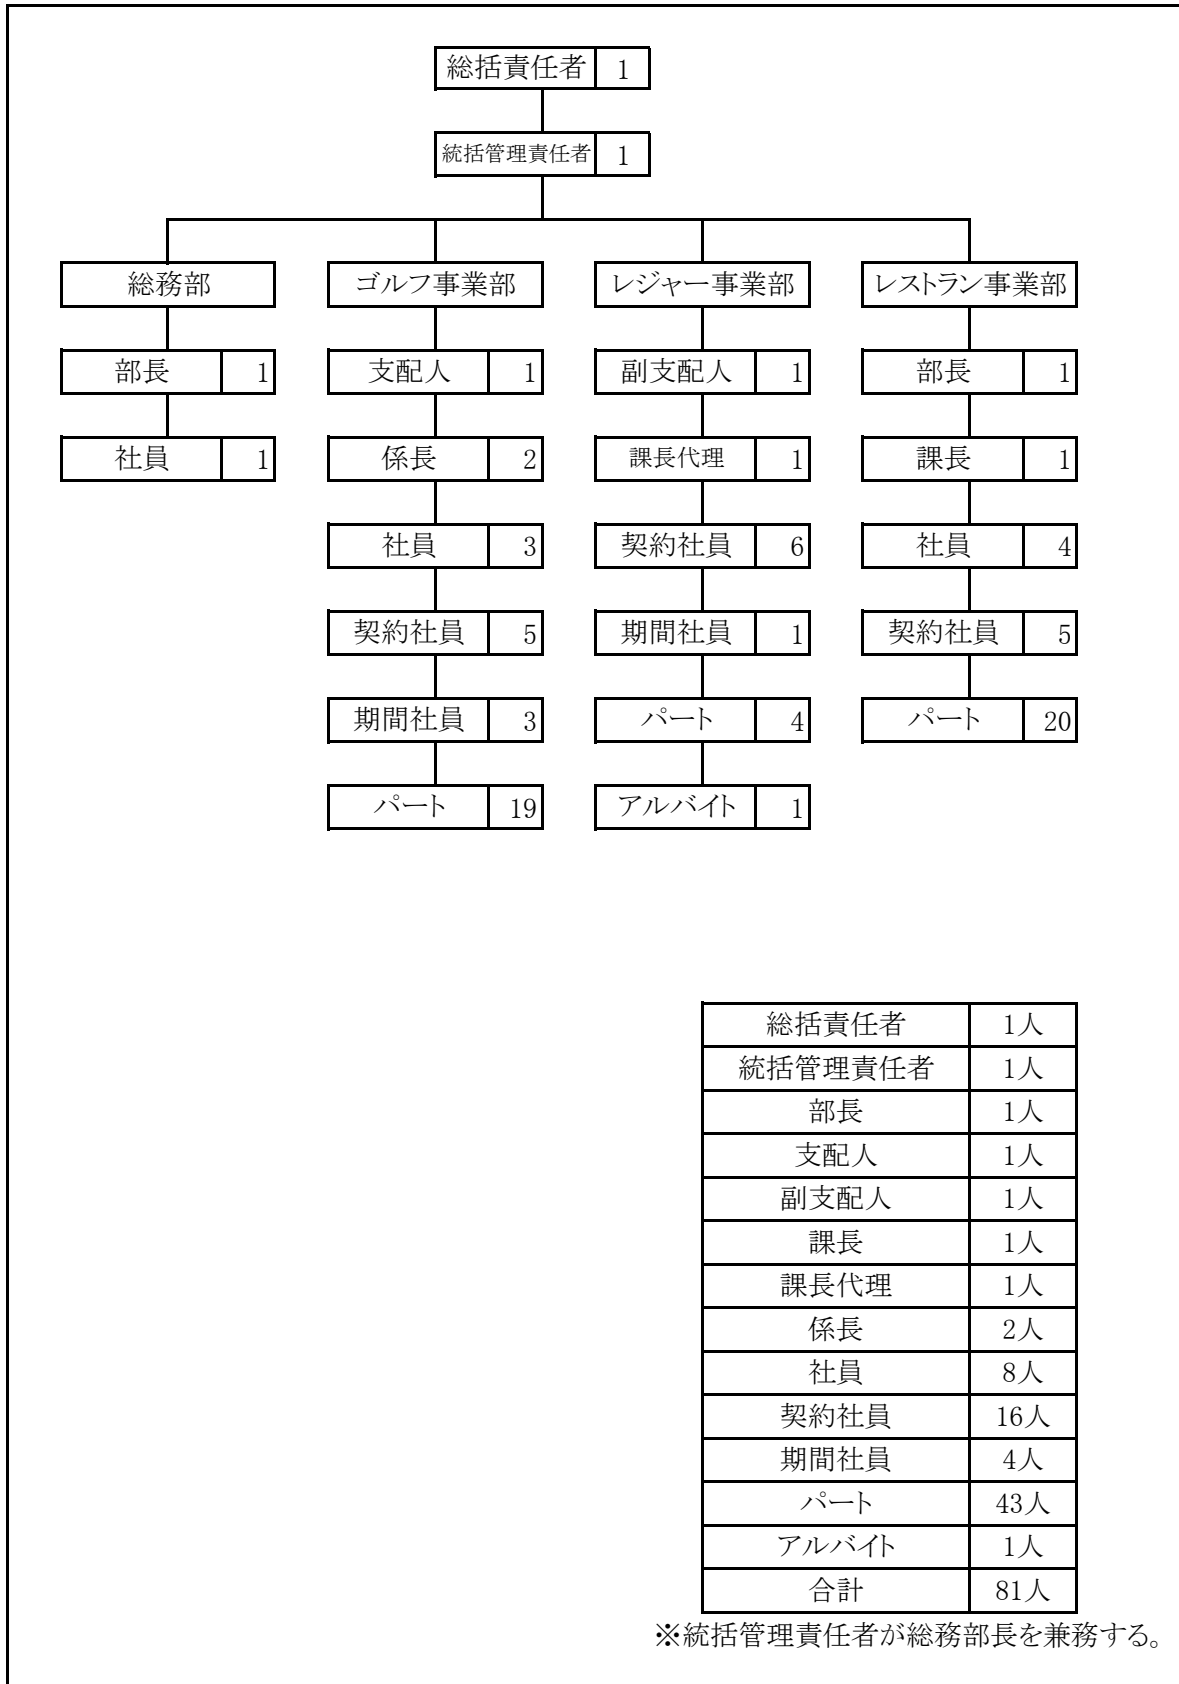 総括責任者 1
統括管理責任者 1
総務部 ゴルフ事業部 レジャー事業部 レストラン事業部
部長 1 支配人 1 副支配人 1 部長 1
社員 1 係長 2 課長代理 1 課長 1
社員 3 契約社員 6 社員 4
契約社員 5 期間社員 1 契約社員 5
期間社員 3 パート 4 パート 20
パート 19 アルバイト 1
総括責任者 1人
統括管理責任者 1人
部長 1人
支配人 1人
副支配人 1人
課長 1人
課長代理 1人
係長 2人
社員 8人
契約社員 16人
期間社員 4人
パート 43人
アルバイト 1人
合計 81人
※統括管理責任者が総務部長を兼務する。